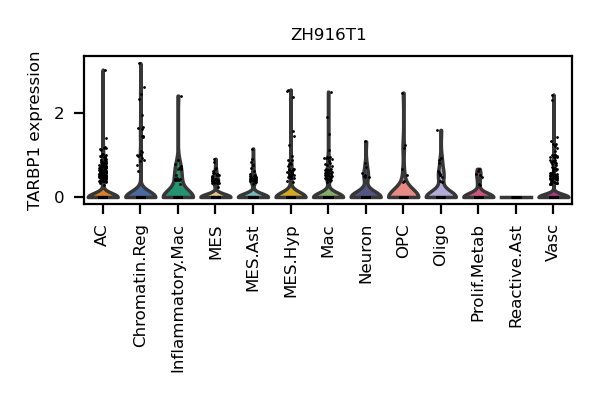 ZH916T1
TARBP1 expression
2
0
AC
Chromatin.Reg
Inflammatory.Mac
MES
MES.Ast
MES.Hyp
Mac
Neuron
OPC
Oligo
Prolif.Metab
Reactive.Ast
Vasc